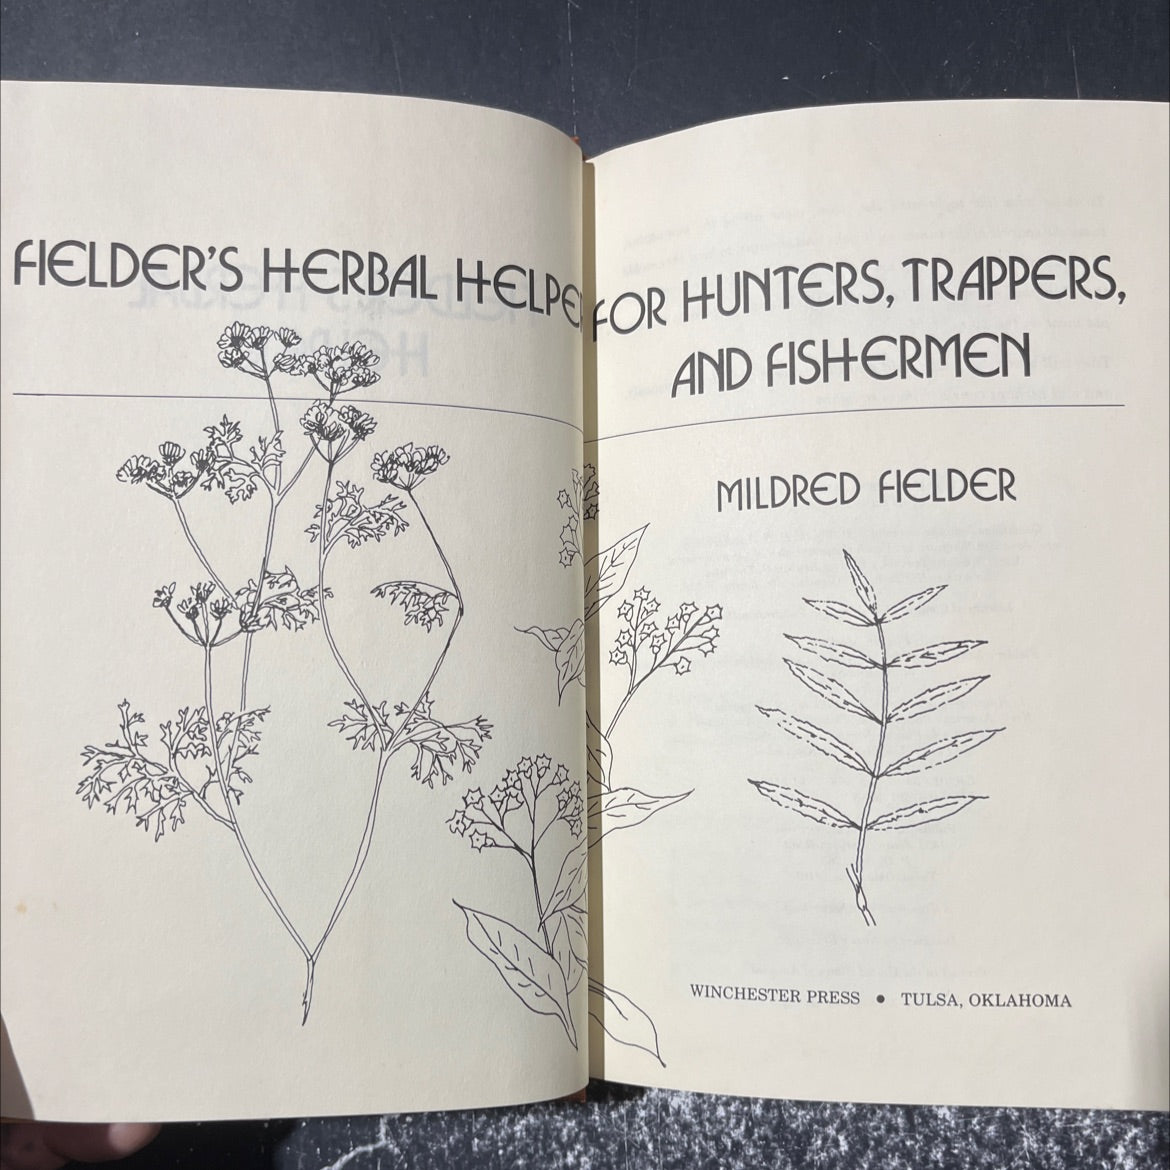 FIELDER'S HERBAL HELPER FOR HUNTERS, TRAPPERS,
AND FISHERMEN
MILDRED FIELDER
WINCHESTER PRESS • TULSA, OKLAHOMA